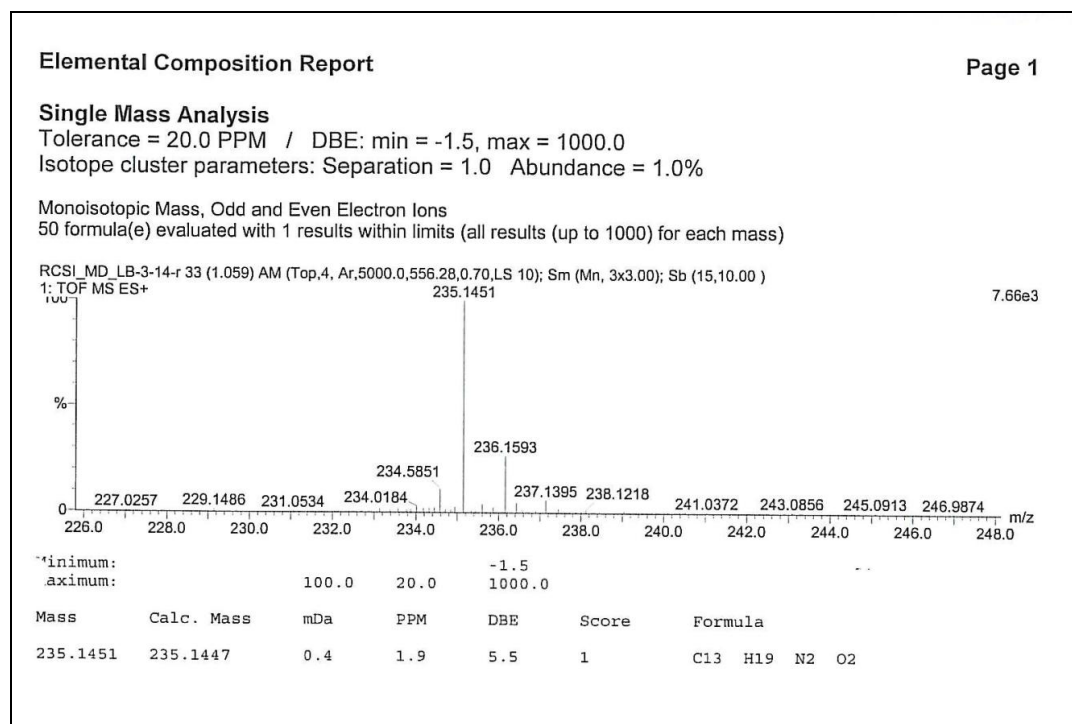 Elemental Composition Report
Page 1
Single Mass Analysis
Tolerance = 20.0 PPM / DBE: min = -1.5, max = 1000.0
Isotope cluster parameters: Separation = 1.0 Abundance = 1.0%
Monoisotopic Mass, Odd and Even Electron Ions
50 formula(e) evaluated with 1 results within limits (all results (up to 1000) for each mass)
RCSI_MD_LB-3-14-r 33 (1.059) AM (Top,4, Ar,5000.0,556.28,0.70,LS 10); Sm (Mn, 3x3.00); Sb (15,10.00 )
1: TOF MS ES+
7.66e3
100
235.1451
%
236.1593
234.5851
227.0257 229.1486 231.0534 234.0184 237.1395 238.1218 241.0372 243.0856 245.0913 246.9874
0
226.0 228.0 230.0 232.0 234.0 236.0 238.0 240.0 242.0 244.0 246.0 248.0 m/z
inimum: -1.5
aximum: 100.0 20.0 1000.0
Mass Calc. Mass mDa PPM DBE Score Formula
235.1451 235.1447 0.4 1.9 5.5 1 C13 H19 N2 O2